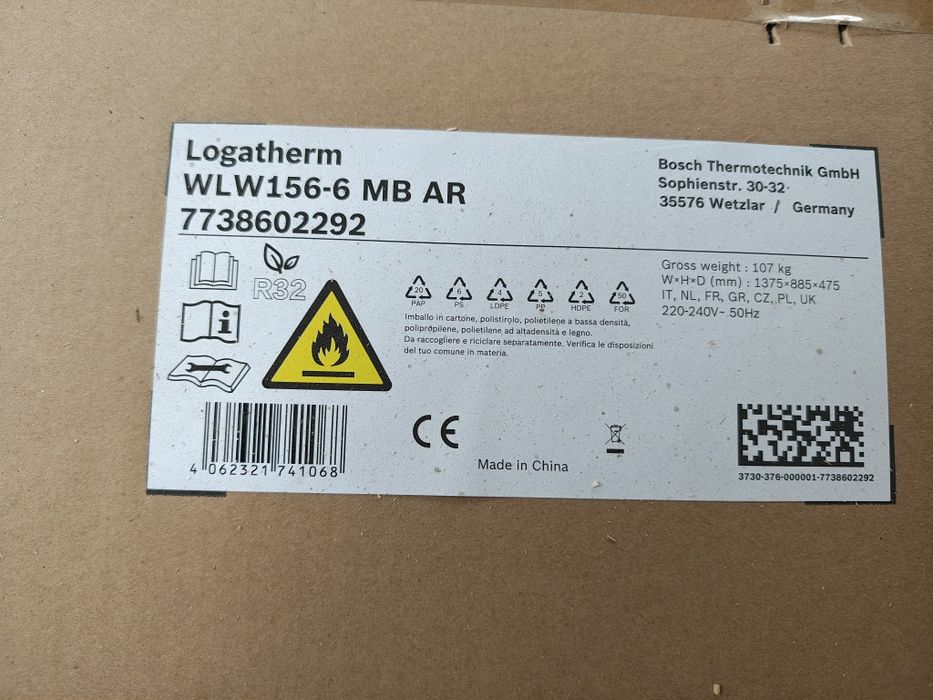 Logatherm
WLW156-6 MB AR
7738602292
Bosch Thermotechnik GmbH
Sophienstr. 30-32
35576 Wetzlar / Germany
R32
20
PAP
6
PS
4
LDPE
5
PP
2
HDPE
50
FOR
Imballo in cartone, polistirolo, polietilene a bassa densità,
polipropilene, polietilene ad altadensità e legno.
Da raccogliere e riciclare separatamente. Verifica le disposizioni
del tuo comune in materia.
Gross weight : 107 kg
W×H×D (mm) : 1375×885×475
IT, NL, FR, GR, CZ, PL, UK
220-240V~ 50Hz
4 062321 741068
CE
Made in China
3730-376-000001-7738602292